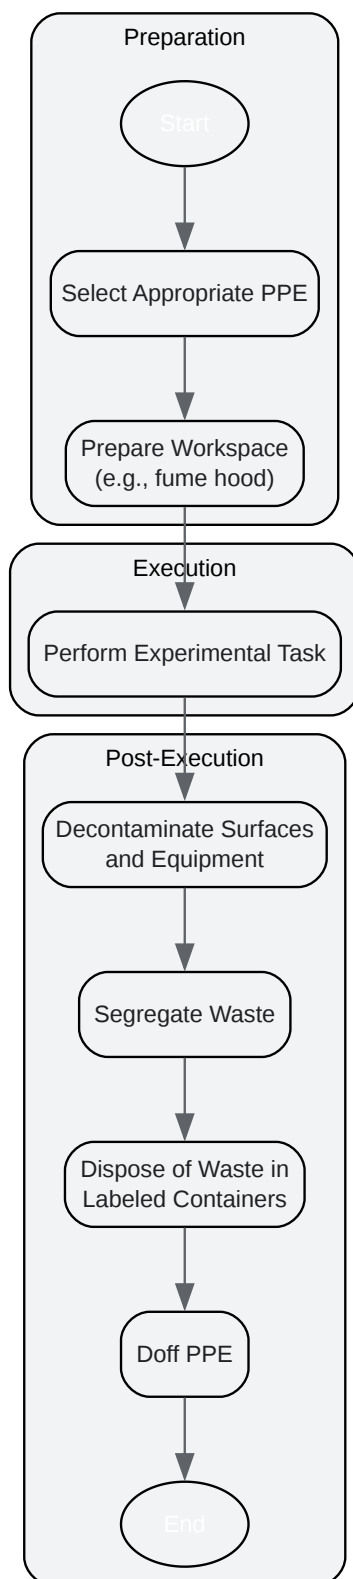 Preparation
Start
Select Appropriate PPE
Prepare Workspace
(e.g., fume hood)
Execution
Perform Experimental Task
Post-Execution
Decontaminate Surfaces
and Equipment
Segregate Waste
Dispose of Waste in
Labeled Containers
Doff PPE
End